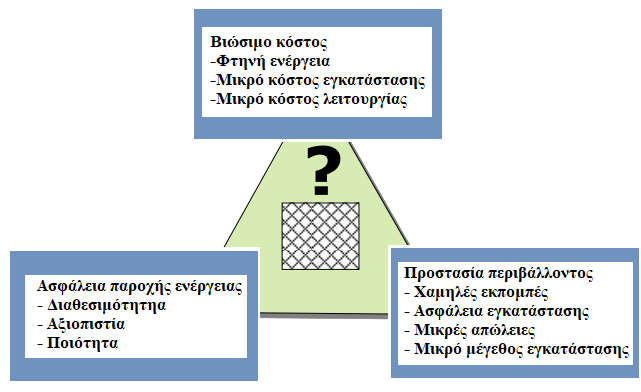 Βιώσιμο κόστος
-Φτηνή ενέργεια
-Μικρό κόστος εγκατάστασης
-Μικρό κόστος λειτουργίας
?
Ασφάλεια παροχής ενέργειας
- Διαθεσιμότητηα
- Αξιοπιστία
- Ποιότητα
Προστασία περιβάλλοντος
- Χαμηλές εκπομπές
- Ασφάλεια εγκατάστασης
- Μικρές απώλειες
- Μικρό μέγεθος εγκατάστασης